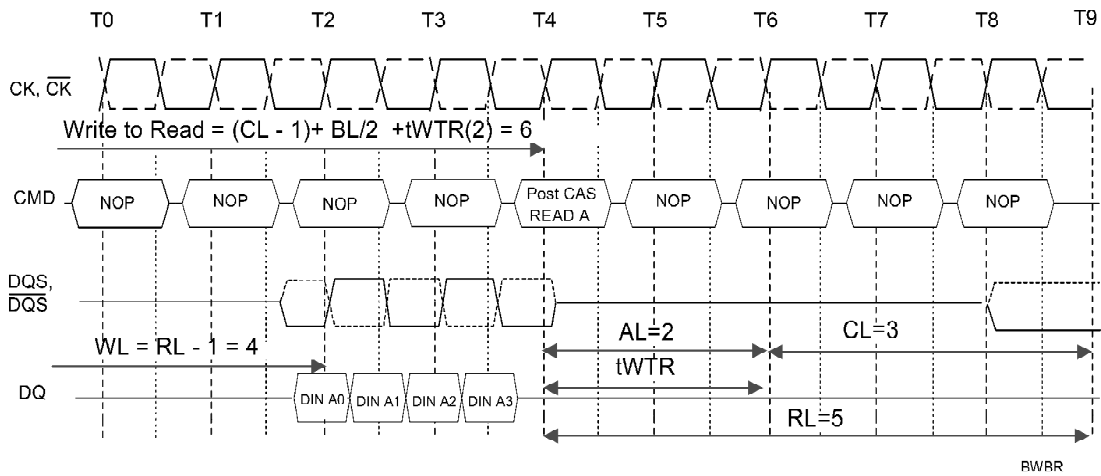 T0 T1 T2 T3 T4 T5 T6 T7 T8 T9
CK, CK
Write to Read = (CL - 1)+ BL/2 +tWTR(2) = 6
CMD NOP NOP NOP NOP Post CAS READ A NOP NOP NOP NOP
DQS,
DQS
AL=2 CL=3
WL = RL - 1 = 4
tWTR
DQ DIN A0 DIN A1 DIN A2 DIN A3
RL=5
BWBR